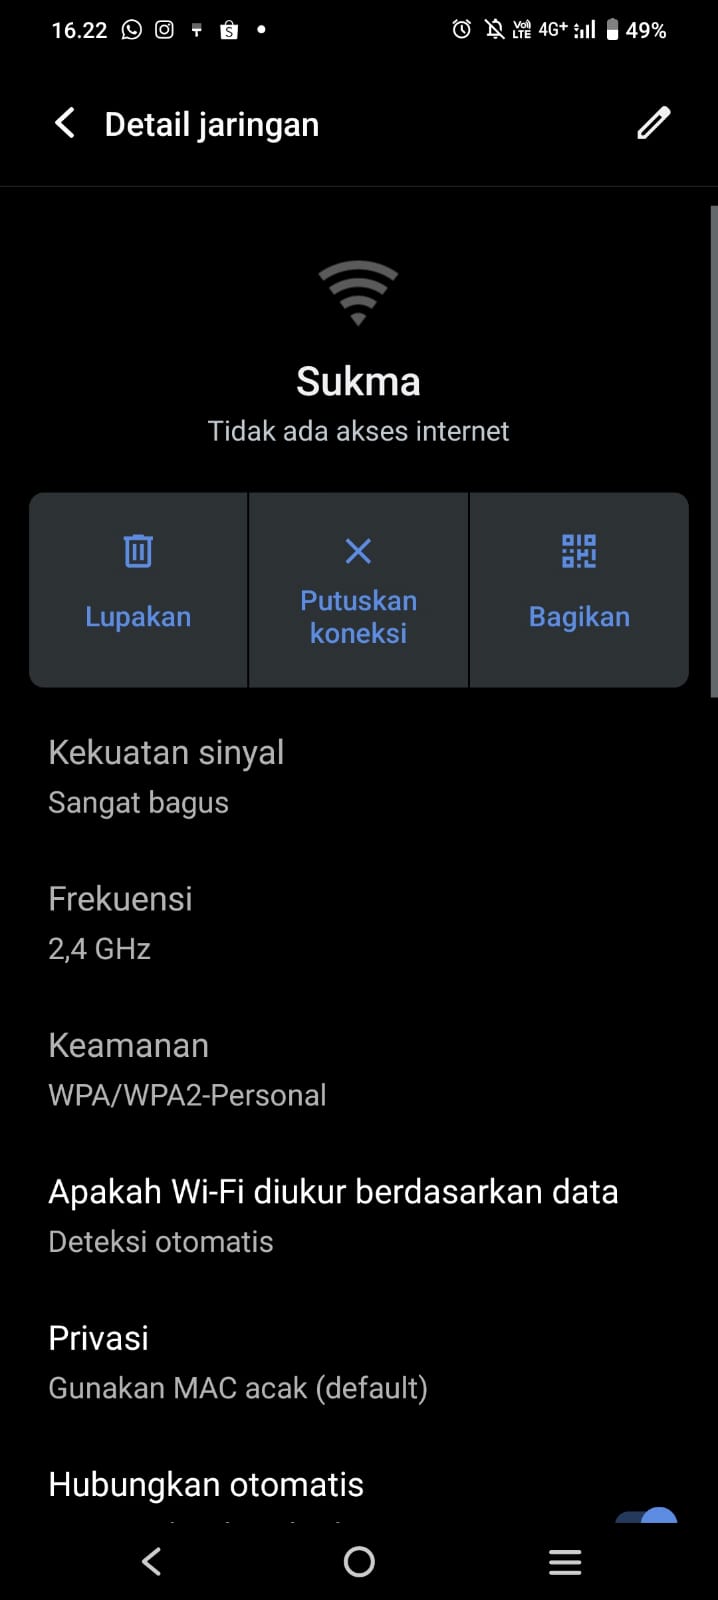 16.22
VoI) LTE 4G+ 49%
Detail jaringan
Sukma
Tidak ada akses internet
Lupakan
Putuskan
koneksi
Bagikan
Kekuatan sinyal
Sangat bagus
Frekuensi
2,4 GHz
Keamanan
WPA/WPA2-Personal
Apakah Wi-Fi diukur berdasarkan data
Deteksi otomatis
Privasi
Gunakan MAC acak (default)
Hubungkan otomatis